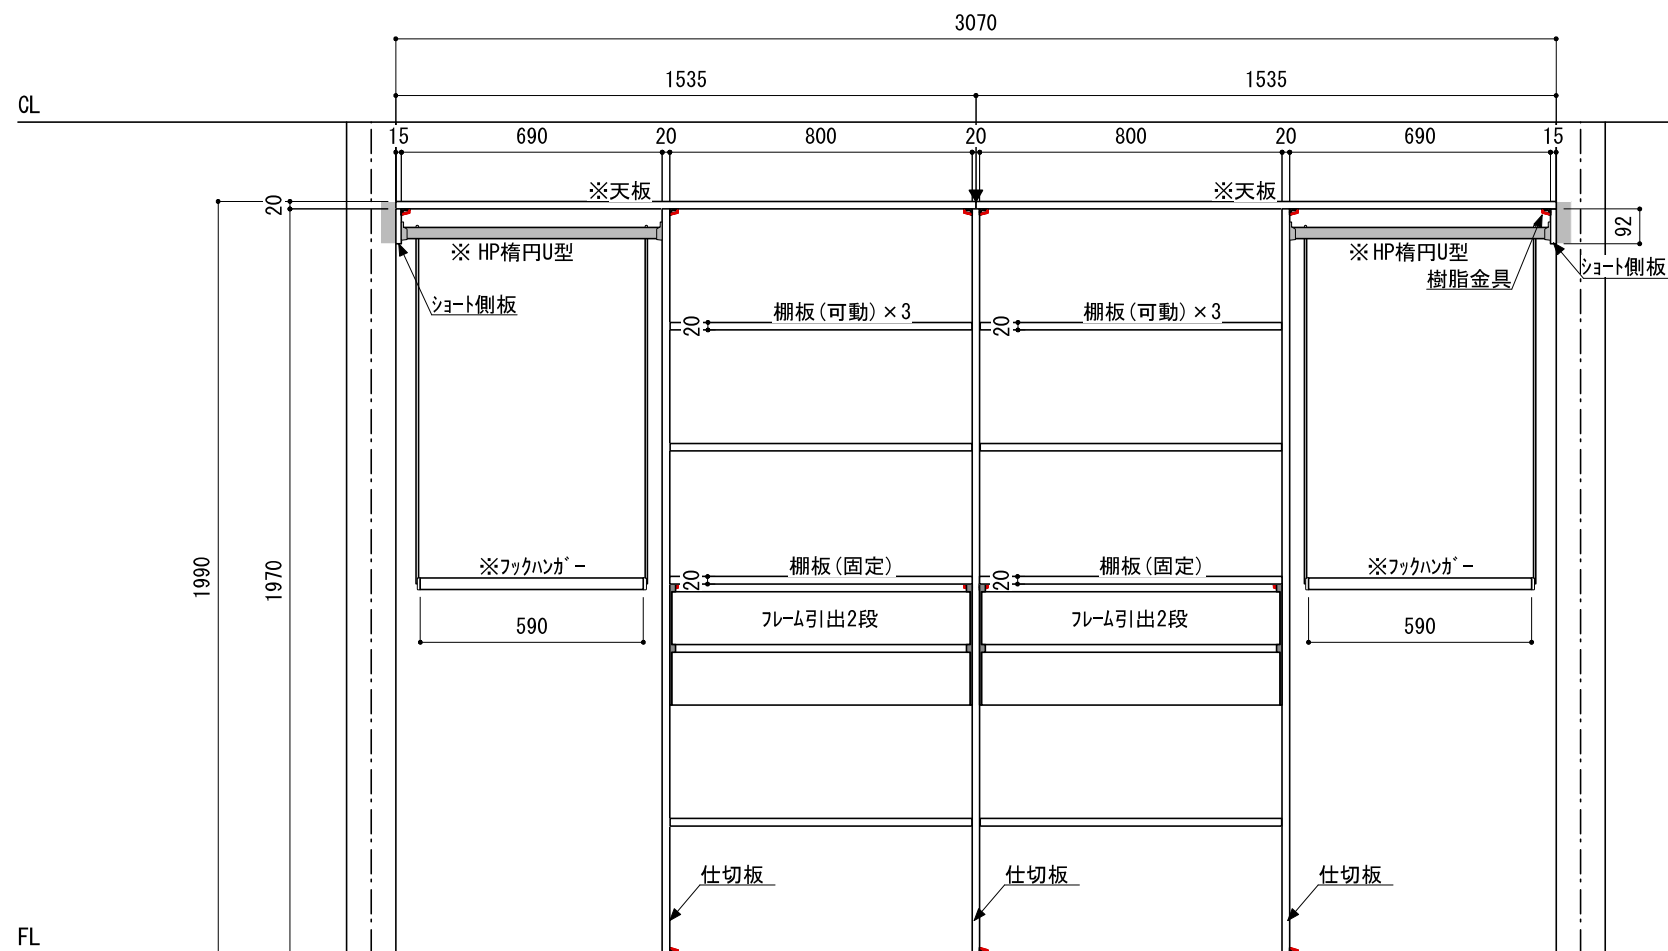 3070
1535
1535
CL
15
690
20
800
20
800
20
690
15
※天板
※天板
20
92
※ HP楕円U型
※ HP楕円U型
ｼｮｰﾄ側板
樹脂金具
ｼｮｰﾄ側板
棚板(可動)×3
棚板(可動)×3
20
20
1990
1970
※ﾌｯｸﾊﾝｶﾞｰ
棚板(固定)
棚板(固定)
※ﾌｯｸﾊﾝｶﾞｰ
20
20
590
ﾌﾚｰﾑ引出2段
ﾌﾚｰﾑ引出2段
590
仕切板
仕切板
仕切板
FL